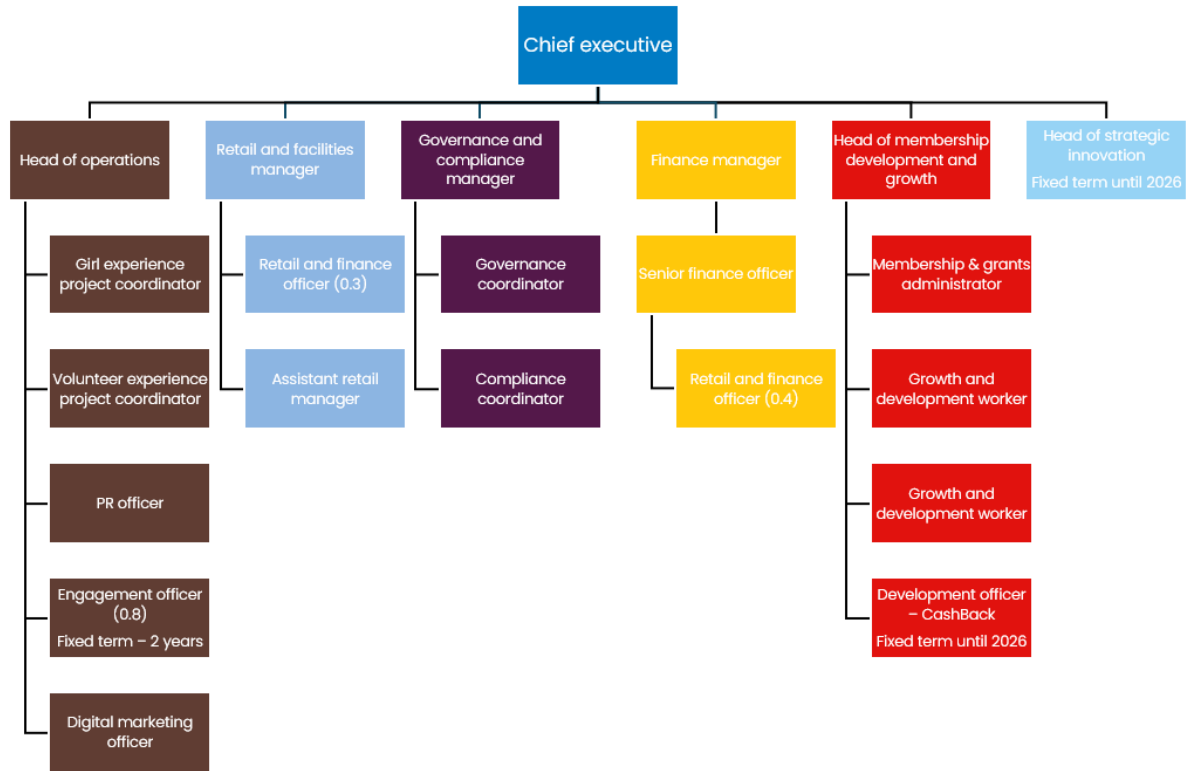 Chief executive
Head of operations
Retail and facilities
manager
Governance and
compliance
manager
Finance manager
Head of membership
development and
growth
Head of strategic
innovation
Fixed term until 2026
Girl experience
project coordinator
Retail and finance
officer (0.3)
Governance
coordinator
Senior finance officer
Membership & grants
administrator
Volunteer experience
project coordinator
Assistant retail
manager
Compliance
coordinator
Retail and finance
officer (0.4)
Growth and
development worker
PR officer
Growth and
development worker
Engagement officer
(0.8)
Fixed term – 2 years
Development officer
– CashBack
Fixed term until 2026
Digital marketing
officer